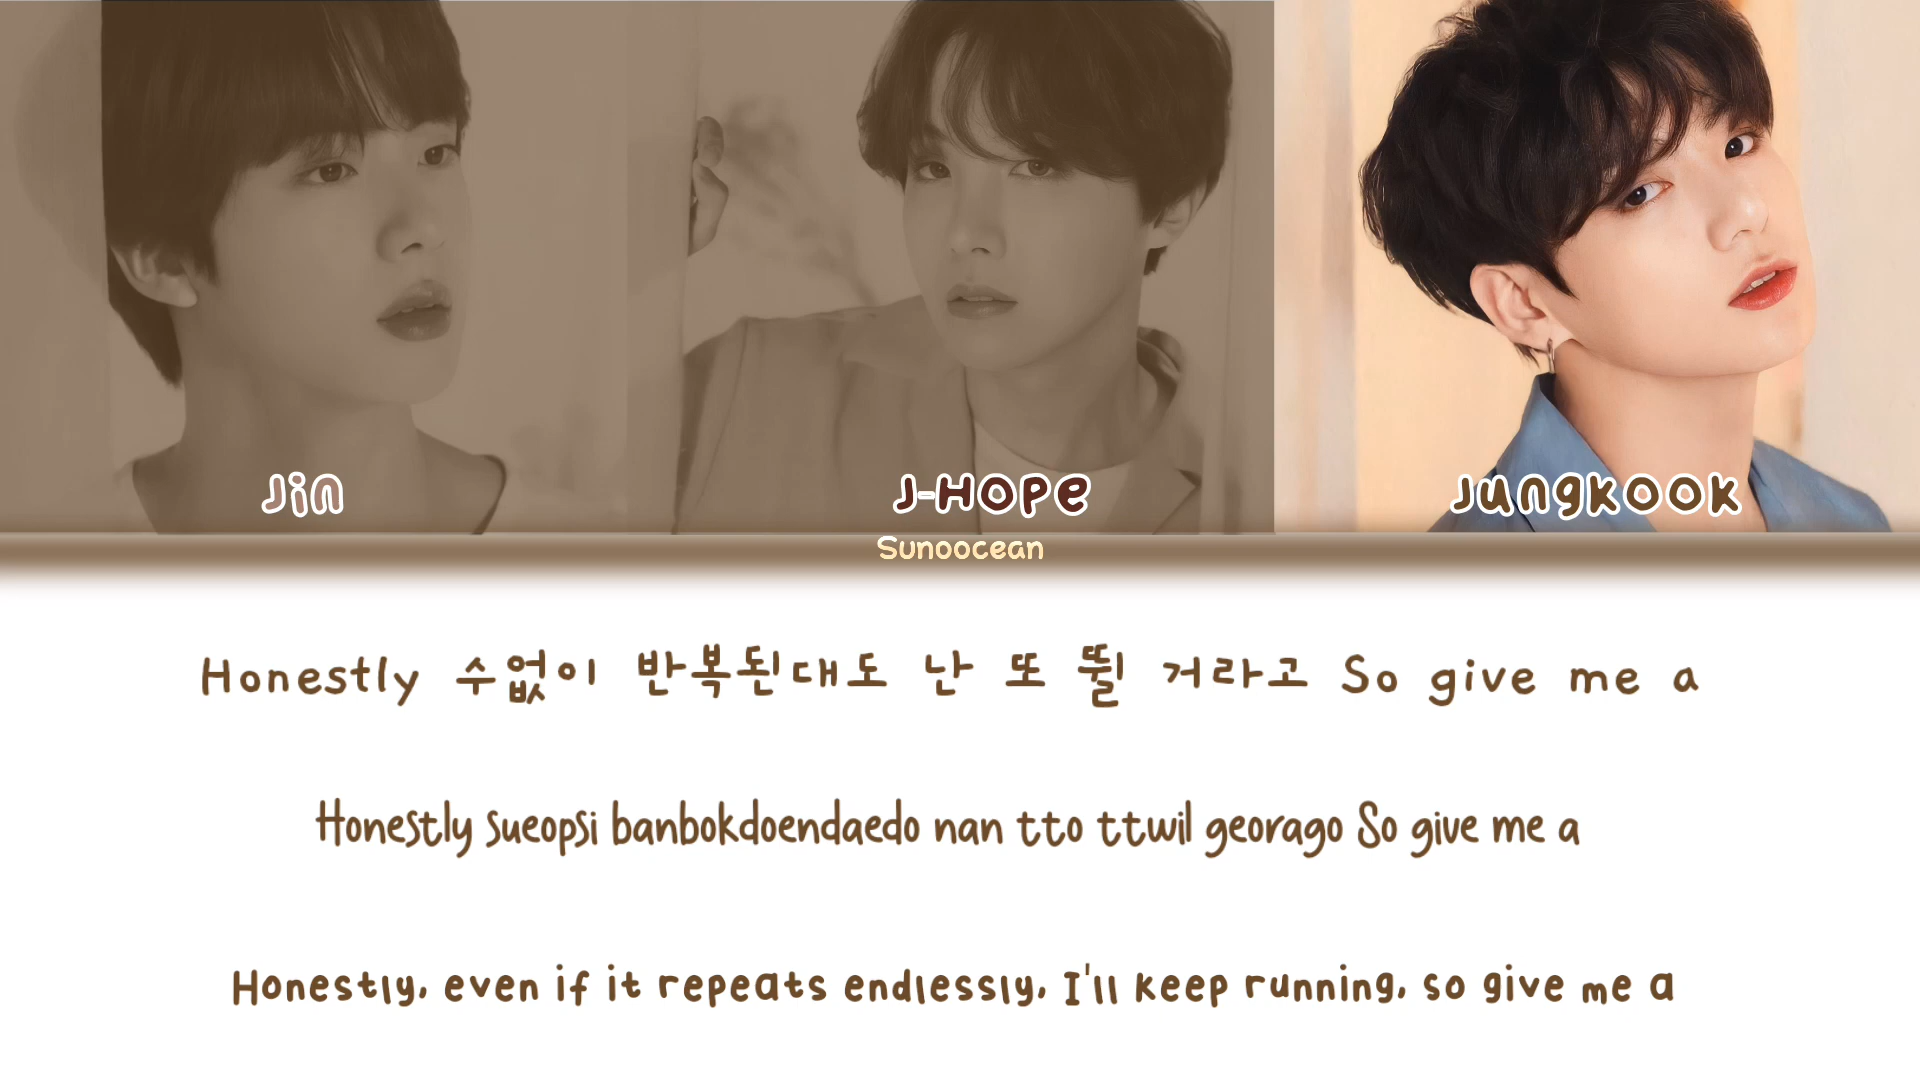 Jin
J-HOPE
Jungkook
Sunoocean
Honestly 수없이 반복된대도 난 또 뛸 거라고 So give me a
Honestly sueopsi banbokdoendaedo nan tto ttwil georago So give me a
Honestly, even if it repeats endlessly, I'll keep running, so give me a